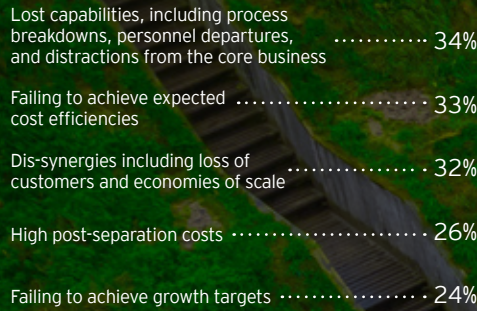 Lost capabilities, including process
breakdowns, personnel departures,
and distractions from the core business ............ 34%
Failing to achieve expected ........................ 33%
cost efficiencies
Dis-synergies including loss of
customers and economies of scale .................. 32%
High post-separation costs ........................ 26%
Failing to achieve growth targets .................. 24%